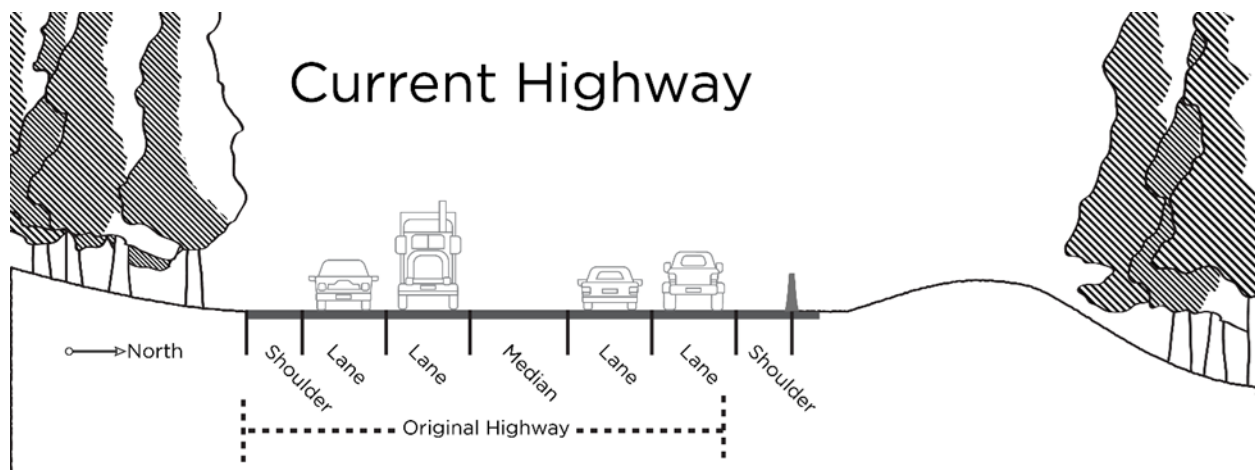 Current Highway
North
Shoulder
Lane
Lane
Median
Lane
Lane
Shoulder
Original Highway